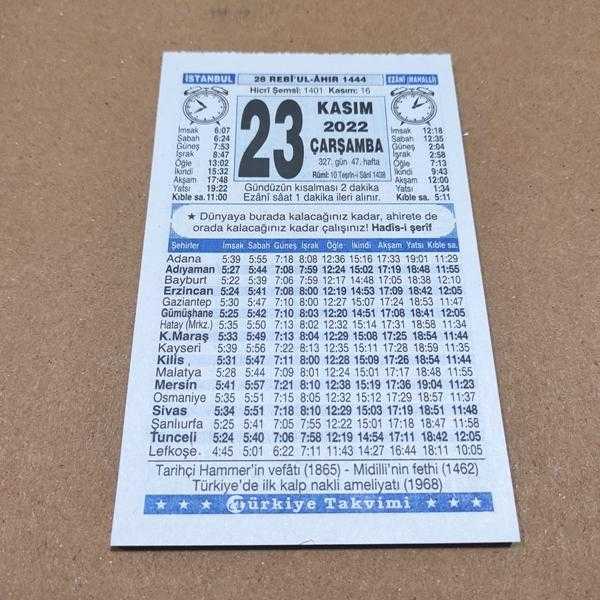 İSTANBUL 28 REBÎ'UL-ÂHIR 1444 EZÂNÎ (MAHALLÎ)
Hicrî Şemsî: 1401 Kasım: 16
23
KASIM
2022
ÇARŞAMBA
327. gün 47. hafta
Rûmî: 10 Teşrîn-i Sânî 1438
Gündüzün kısalması 2 dakika
Ezânî sâat 1 dakika ileri alınır.
İmsak 6:07
Sabah 6:24
Güneş 7:53
İşrak 8:47
Öğle 13:02
İkindi 15:32
Akşam 17:48
Yatsı 19:22
Kıble sa. 11:00
İmsak 12:18
Sabah 12:35
Güneş 2:04
İşrak 2:58
Öğle 7:13
İkindi 9:43
Akşam 12:00
Yatsı 1:34
Kıble sa. 5:11
★ Dünyaya burada kalacağınız kadar, ahirete de
orada kalacağınız kadar çalışınız! Hadîs-i şerîf
Şehirler İmsak Sabah Güneş İşrak Öğle İkindi Akşam Yatsı Kıble sa.
Adana 5:39 5:55 7:18 8:08 12:36 15:16 17:33 19:01 11:29
Adıyaman 5:27 5:44 7:08 7:59 12:24 15:02 17:19 18:48 11:55
Bayburt 5:22 5:39 7:06 7:59 12:17 14:48 17:05 18:38 12:10
Erzincan 5:24 5:41 7:08 8:00 12:19 14:53 17:09 18:42 12:05
Gaziantep 5:30 5:47 7:10 8:00 12:27 15:07 17:24 18:53 11:47
Gümüşhane 5:25 5:42 7:10 8:03 12:20 14:51 17:08 18:41 12:05
Hatay (Mrkz.) 5:35 5:50 7:13 8:02 12:32 15:14 17:31 18:58 11:34
K.Maraş 5:33 5:49 7:13 8:04 12:29 15:08 17:25 18:54 11:44
Kayseri 5:39 5:56 7:22 8:13 12:35 15:11 17:28 18:59 11:35
Kilis 5:31 5:47 7:11 8:00 12:28 15:09 17:26 18:54 11:44
Malatya 5:28 5:44 7:09 8:01 12:24 15:01 17:17 18:48 11:55
Mersin 5:41 5:57 7:21 8:10 12:38 15:19 17:36 19:04 11:23
Osmaniye 5:35 5:51 7:15 8:05 12:32 15:12 17:29 18:57 11:37
Sivas 5:34 5:51 7:18 8:10 12:29 15:03 17:19 18:51 11:48
Şanlıurfa 5:25 5:41 7:05 7:55 12:22 15:01 17:18 18:47 11:58
Tunceli 5:24 5:40 7:06 7:58 12:19 14:54 17:11 18:42 12:05
Lefkoşe 4:45 5:01 6:22 7:11 11:43 14:27 16:44 18:11 10:05
Tarihçi Hammer'in vefâtı (1865) - Midilli'nin fethi (1462)
Türkiye'de ilk kalp nakli ameliyatı (1968)
★ ★ ★ Türkiye Takvimi ★ ★ ★